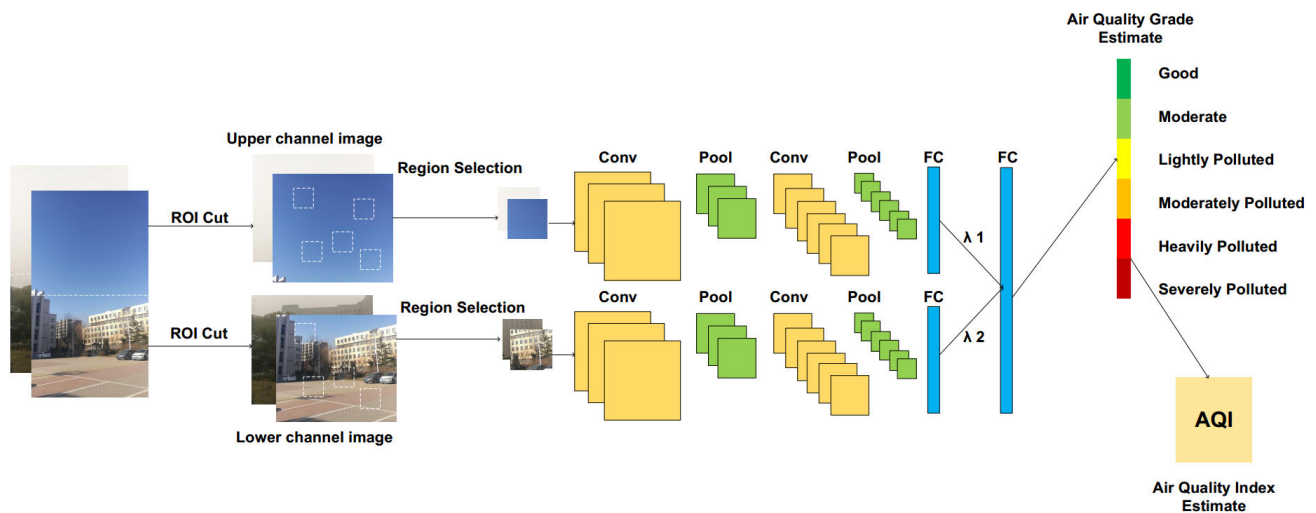 Air Quality Grade
Estimate
Good
Moderate
Lightly Polluted
Moderately Polluted
Heavily Polluted
Severely Polluted
Upper channel image
ROI Cut
Region Selection
Conv
Pool
Conv
Pool
FC
FC
λ 1
ROI Cut
Region Selection
Conv
Pool
Conv
Pool
FC
λ 2
Lower channel image
AQI
Air Quality Index
Estimate